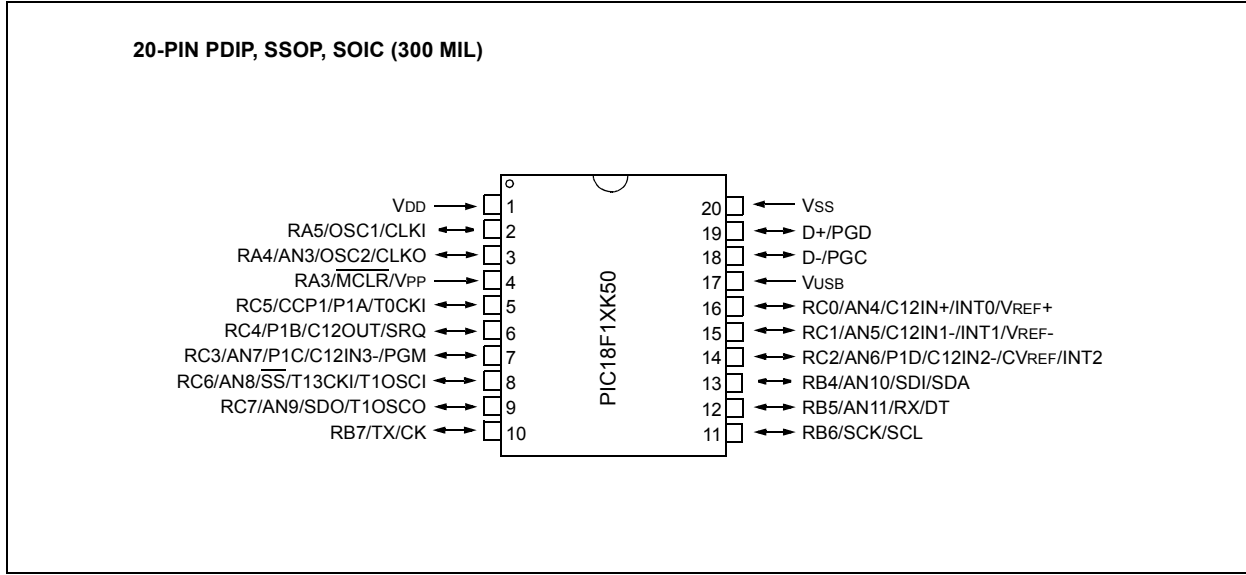 20-PIN PDIP, SSOP, SOIC (300 MIL)
VDD 1
RA5/OSC1/CLKI 2
RA4/AN3/OSC2/CLKO 3
RA3/MCLR/VPP 4
RC5/CCP1/P1A/T0CKI 5
RC4/P1B/C12OUT/SRQ 6
RC3/AN7/P1C/C12IN3-/PGM 7
RC6/AN8/SS/T13CKI/T1OSCI 8
RC7/AN9/SDO/T1OSCO 9
RB7/TX/CK 10
PIC18F1XK50
20 VSS
19 D+/PGD
18 D-/PGC
17 VUSB
16 RC0/AN4/C12IN+/INT0/VREF+
15 RC1/AN5/C12IN1-/INT1/VREF-
14 RC2/AN6/P1D/C12IN2-/CVREF/INT2
13 RB4/AN10/SDI/SDA
12 RB5/AN11/RX/DT
11 RB6/SCK/SCL